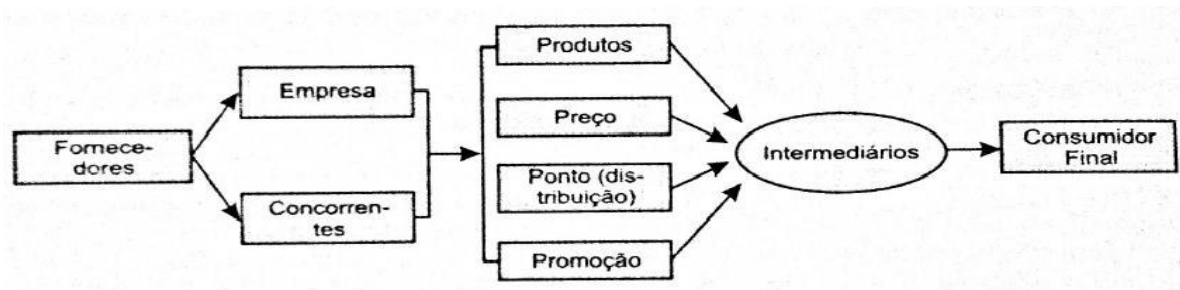 Fornece-
dores
Empresa
Concorren-
tes
Produtos
Preço
Ponto (dis-
tribuição)
Promoção
Intermediários
Consumidor
Final